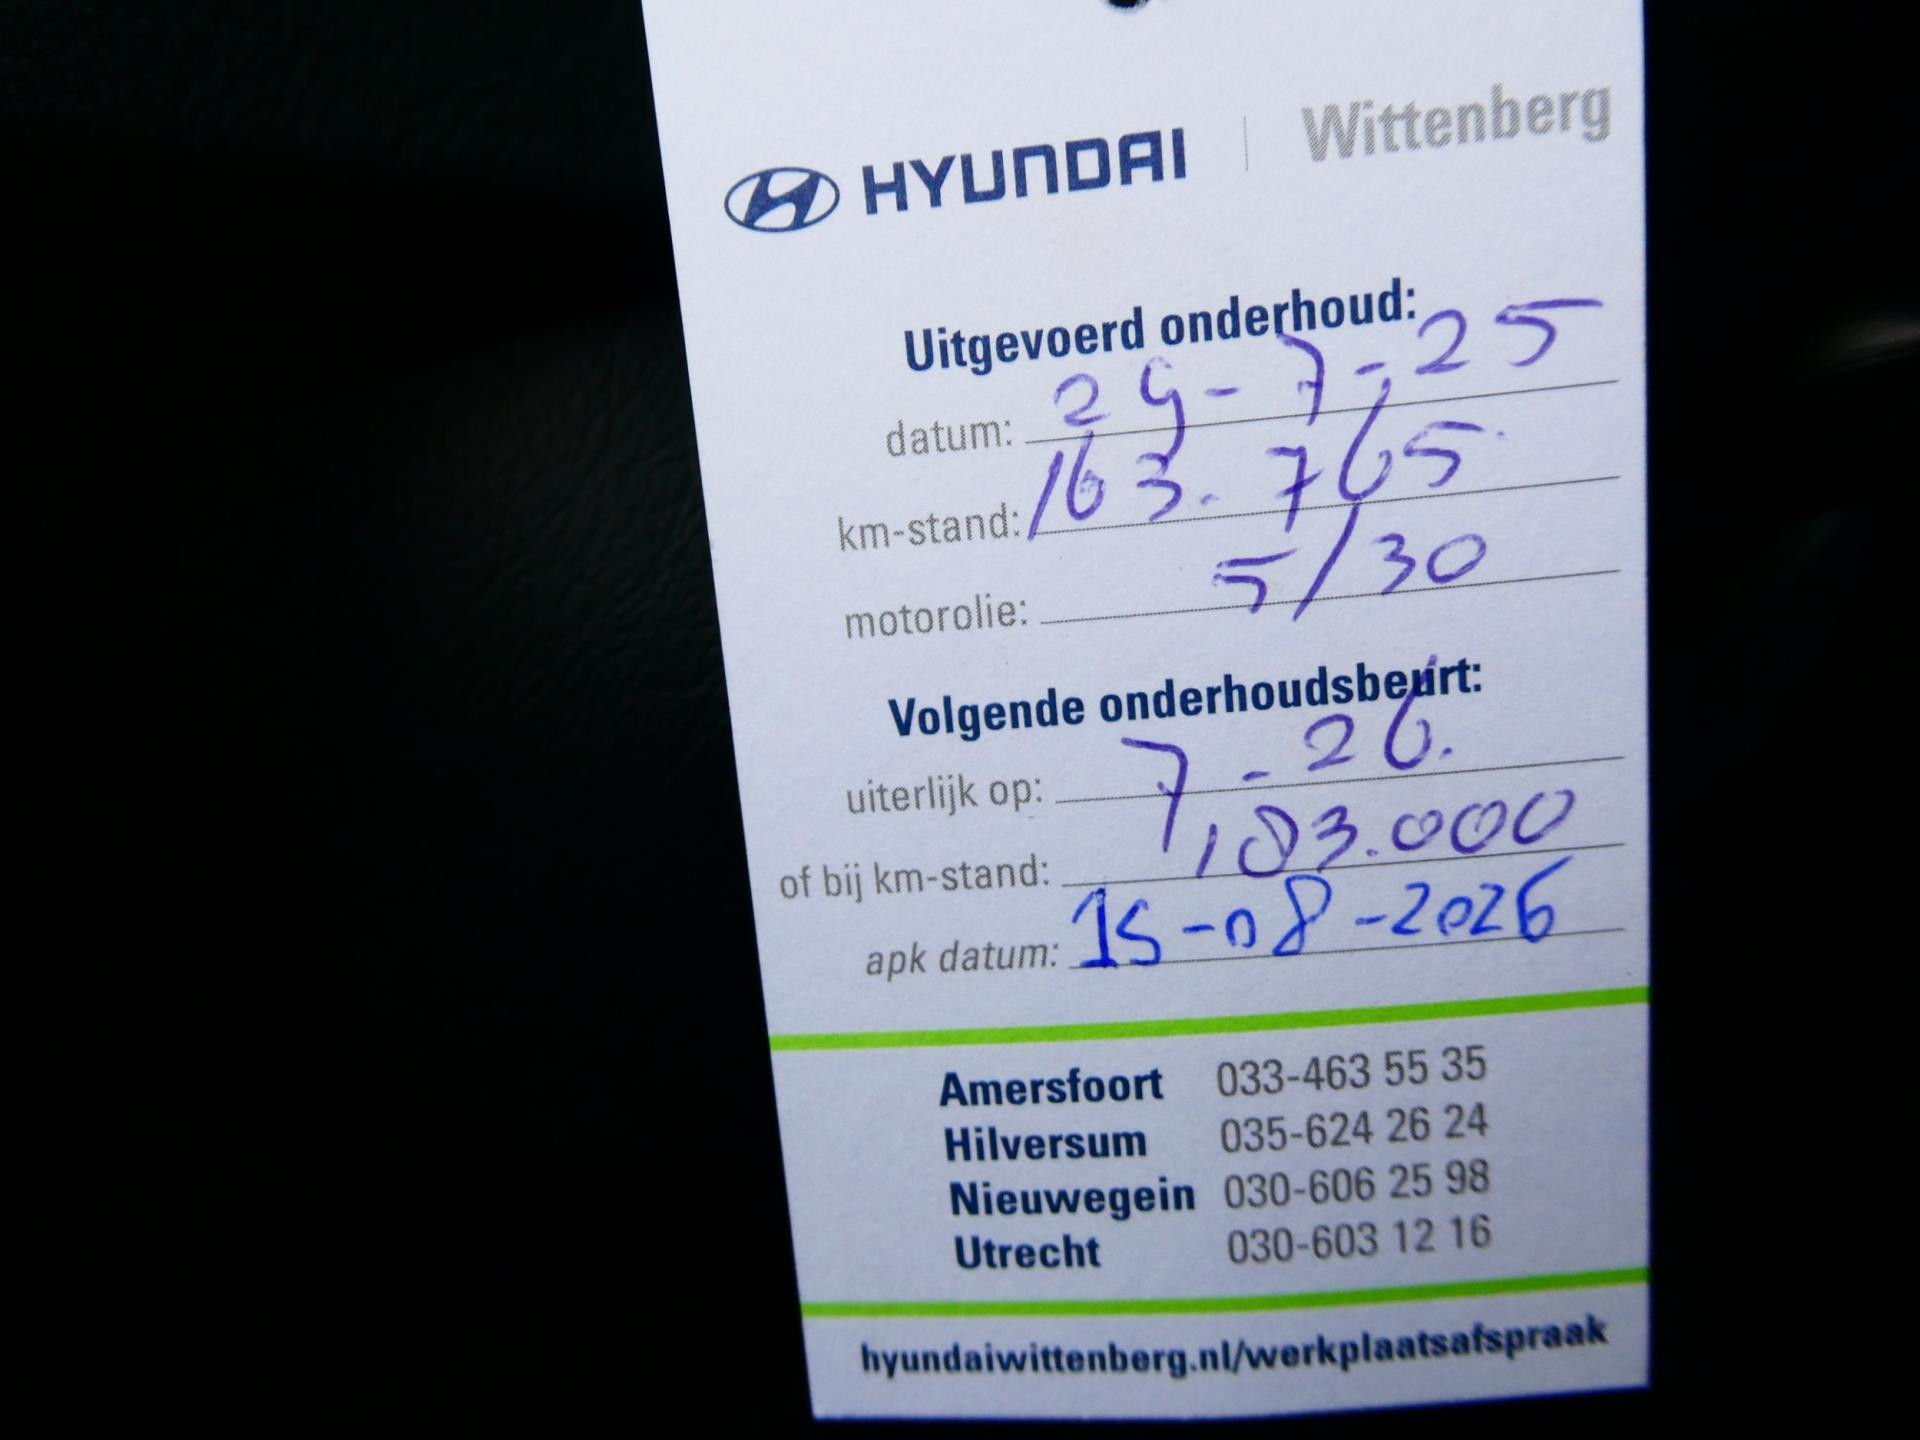 HYUNDAI | Wittenberg
Uitgevoerd onderhoud:
datum: 29-7-25
km-stand: 163.765
motorolie: 5/30
Volgende onderhoudsbeurt:
uiterlijk op: 7-26.
of bij km-stand: 183.000
apk datum: 15-08-2026
Amersfoort 033-463 55 35
Hilversum 035-624 26 24
Nieuwegein 030-606 25 98
Utrecht 030-603 12 16
hyundaiwittenberg.nl/werkplaatsafspraak